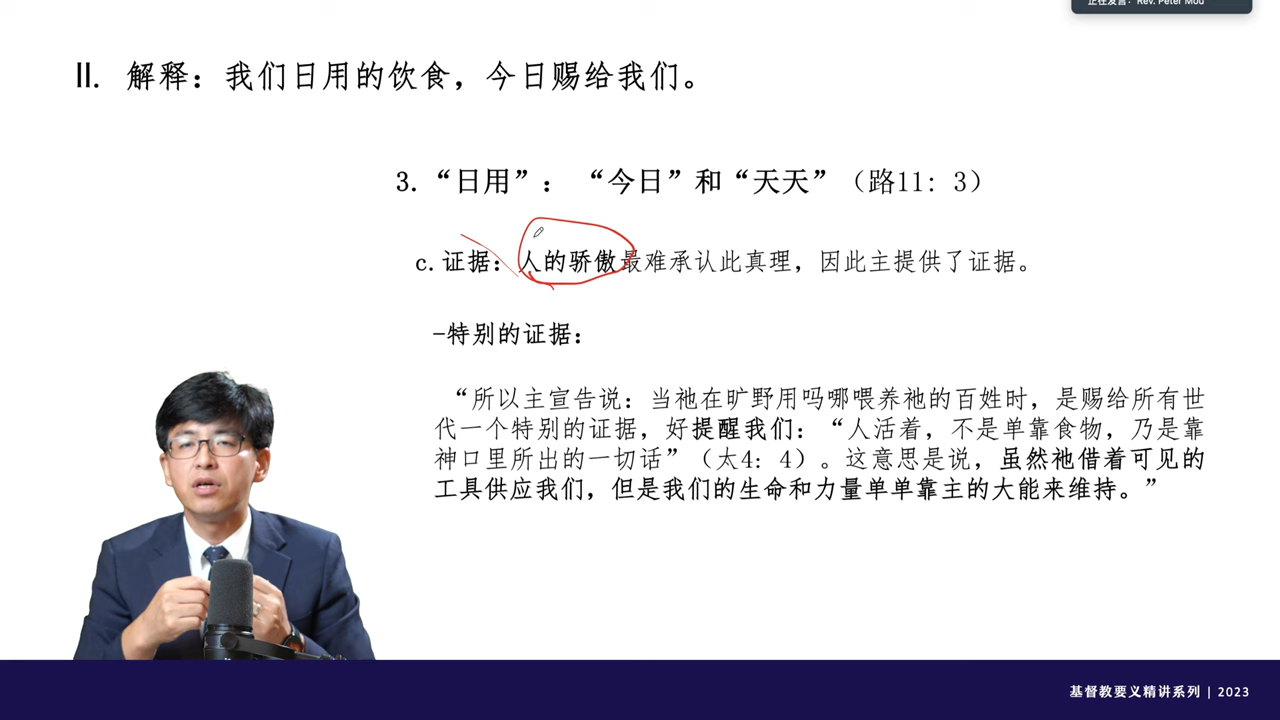 正在发言: Rev. Peter Mou
II. 解释：我们日用的饮食，今日赐给我们。
3.“日用”：“今日”和“天天”（路11: 3）
c.证据：人的骄傲最难承认此真理，因此主提供了证据。
-特别的证据：
“所以主宣告说：当祂在旷野用吗哪喂养祂的百姓时，是赐给所有世
代一个特别的证据，好提醒我们：“人活着，不是单靠食物，乃是靠
神口里所出的一切话”（太4: 4）。这意思是说，虽然祂借着可见的
工具供应我们，但是我们的生命和力量单单靠主的大能来维持。”
基督教要义精讲系列 | 2023